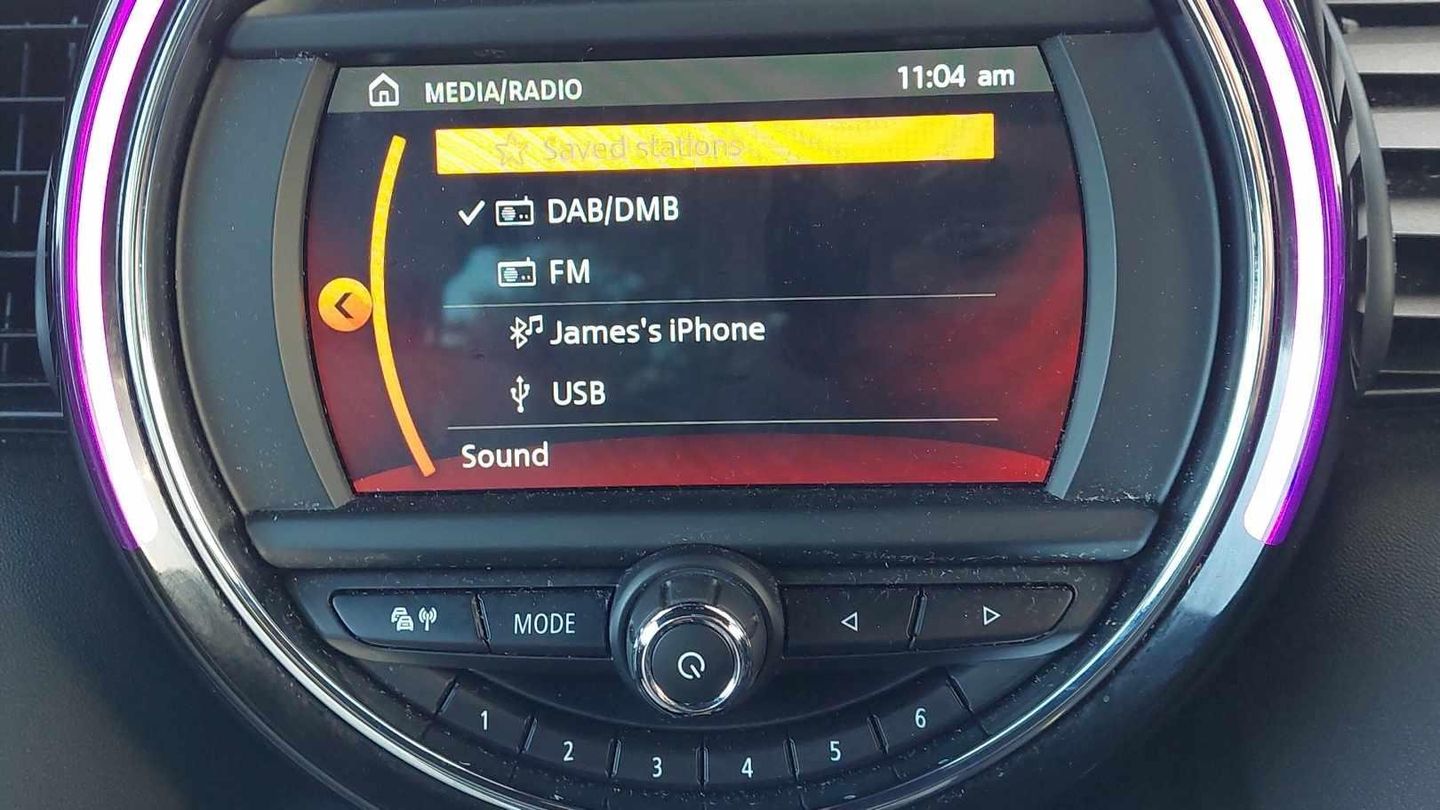 MEDIA/RADIO 11:04 am
Saved stations
DAB/DMB
FM
James's iPhone
USB
Sound
MODE
1 2 3 4 5 6